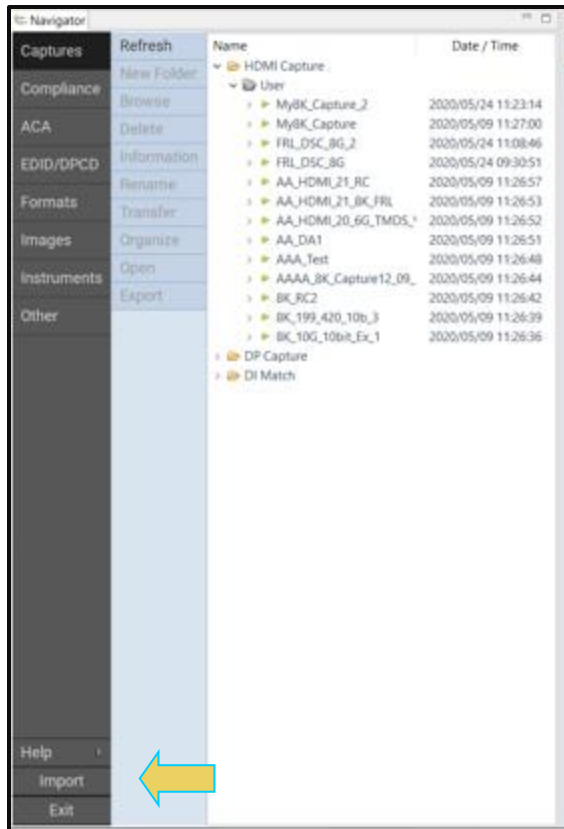 Navigator
Captures
Compliance
ACA
EDID/DPCD
Formats
Images
Instruments
Other
Help
Import
Exit
Refresh
New Folder
Browse
Delete
Information
Rename
Transfer
Organize
Open
Export
Name Date / Time
HDMI Capture
User
My8K_Capture_2 2020/05/24 11:23:14
My8K_Capture 2020/05/09 11:27:00
FRL_DSC_8G_2 2020/05/24 11:08:46
FRL_DSC_8G 2020/05/24 09:30:51
AA_HDMI_21_RC 2020/05/09 11:26:57
AA_HDMI_21_8K_FRL 2020/05/09 11:26:53
AA_HDMI_20_6G_TMDS_ 2020/05/09 11:26:52
AA_DA1 2020/05/09 11:26:51
AAA_Test 2020/05/09 11:26:48
AAAA_8K_Capture12_09_ 2020/05/09 11:26:44
8K_RC2 2020/05/09 11:26:42
8K_199_420_10b_3 2020/05/09 11:26:39
8K_10G_10bit_Ex_1 2020/05/09 11:26:36
DP Capture
DI Match